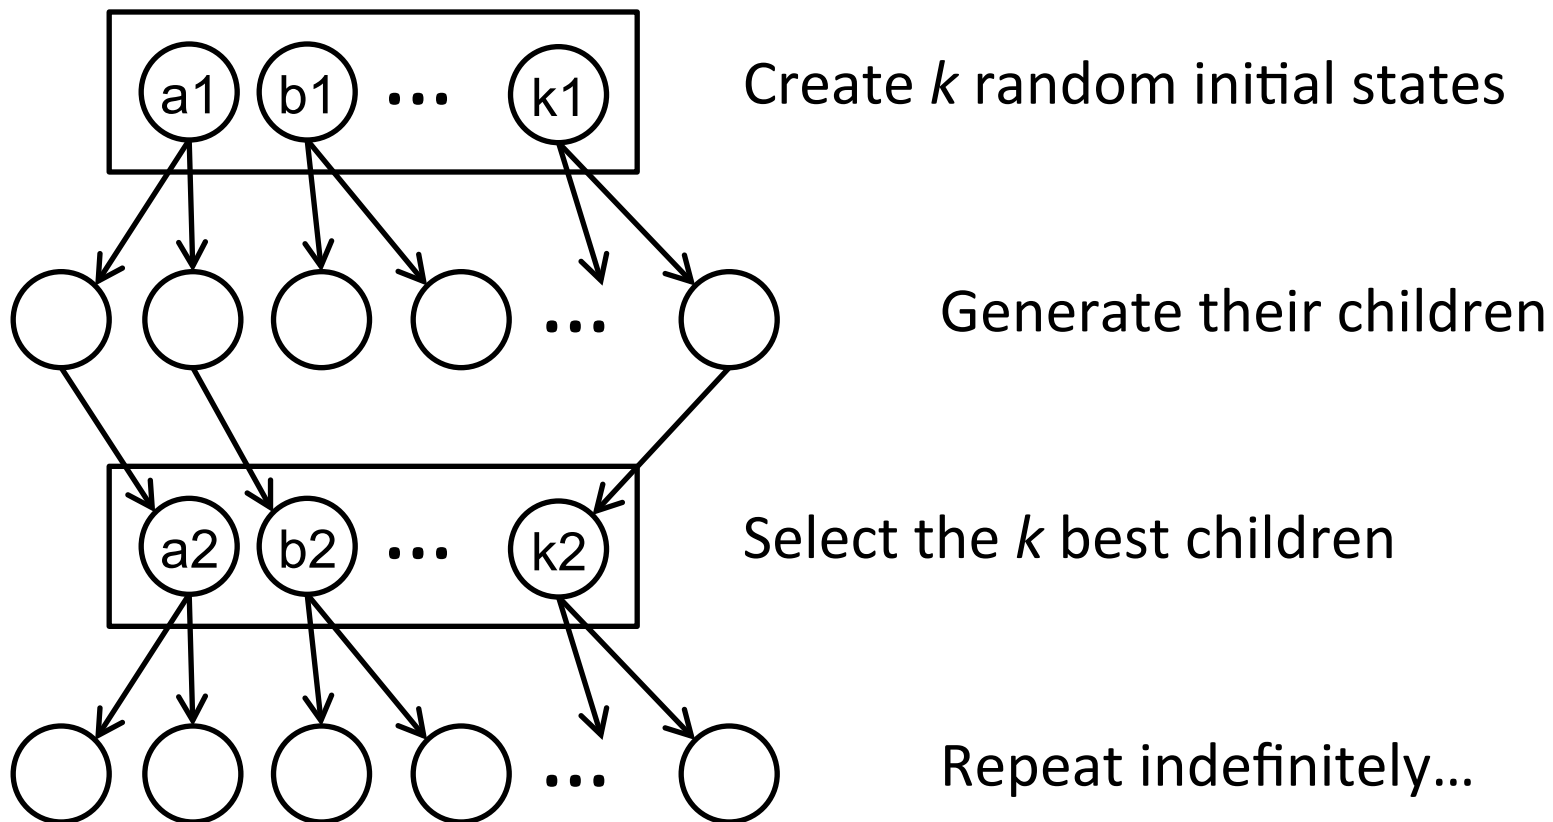 a1 b1 ... k1 Create k random initial states
... Generate their children
a2 b2 ... k2 Select the k best children
... Repeat indefinitely...